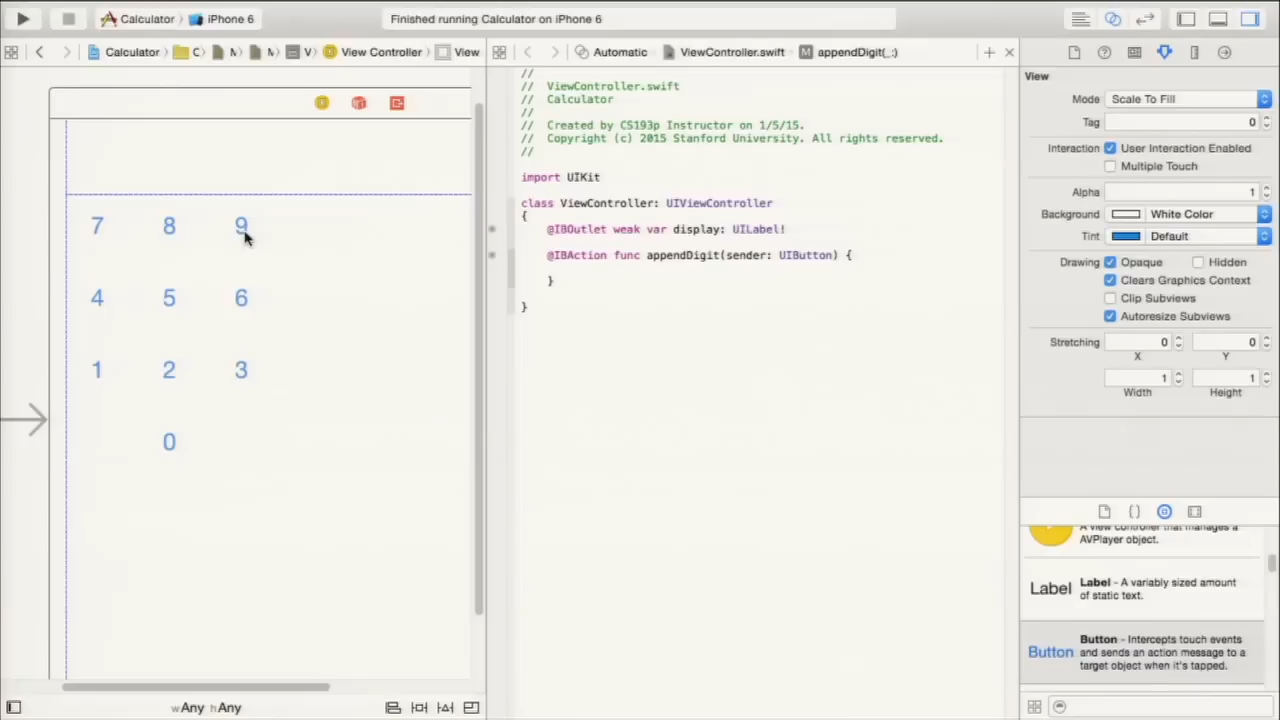 Calculator
iPhone 6
Finished running Calculator on iPhone 6
Calculator
C
M
M
V
View Controller
View
Automatic
ViewController.swift
M
appendDigit(_:)
7 8 9
4 5 6
1 2 3
0
wAny hAny
//
// ViewController.swift
// Calculator
//
// Created by CS193p Instructor on 1/5/15.
// Copyright (c) 2015 Stanford University. All rights reserved.
//
import UIKit
class ViewController: UIViewController
{
@IBOutlet weak var display: UILabel!
@IBAction func appendDigit(sender: UIButton) {
}
}
View
Mode Scale To Fill
Tag 0
Interaction User Interaction Enabled
Multiple Touch
Alpha 1
Background White Color
Tint Default
Drawing Opaque Hidden
Clears Graphics Context
Clip Subviews
Autoresize Subviews
Stretching 0 0
X Y
1 1
Width Height
A view controller that manages a
AVPlayer object.
Label
Label - A variably sized amount
of static text.
Button
Button - Intercepts touch events
and sends an action message to a
target object when it's tapped.